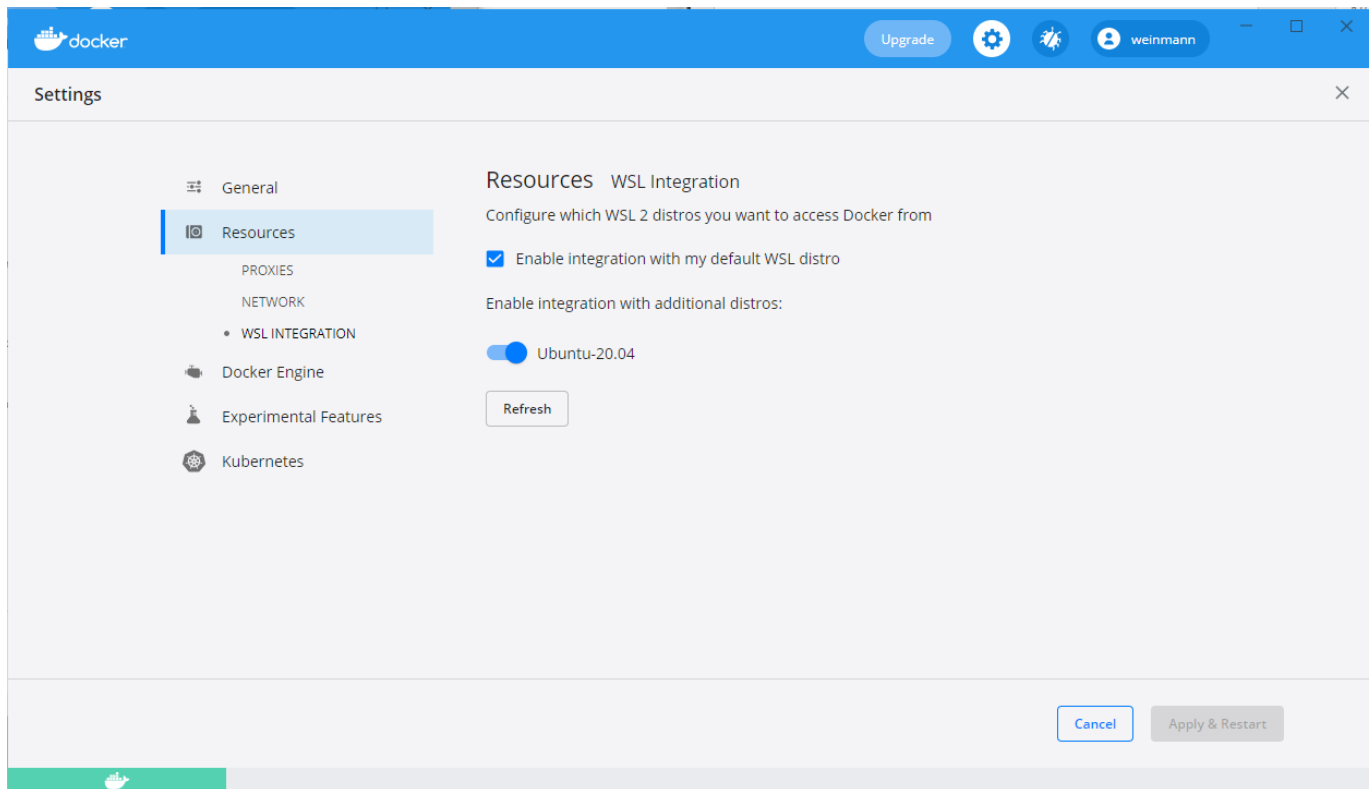 docker
Upgrade
weinmann
Settings
General
Resources
PROXIES
NETWORK
WSL INTEGRATION
Docker Engine
Experimental Features
Kubernetes
Resources WSL Integration
Configure which WSL 2 distros you want to access Docker from
Enable integration with my default WSL distro
Enable integration with additional distros:
Ubuntu-20.04
Refresh
Cancel
Apply & Restart